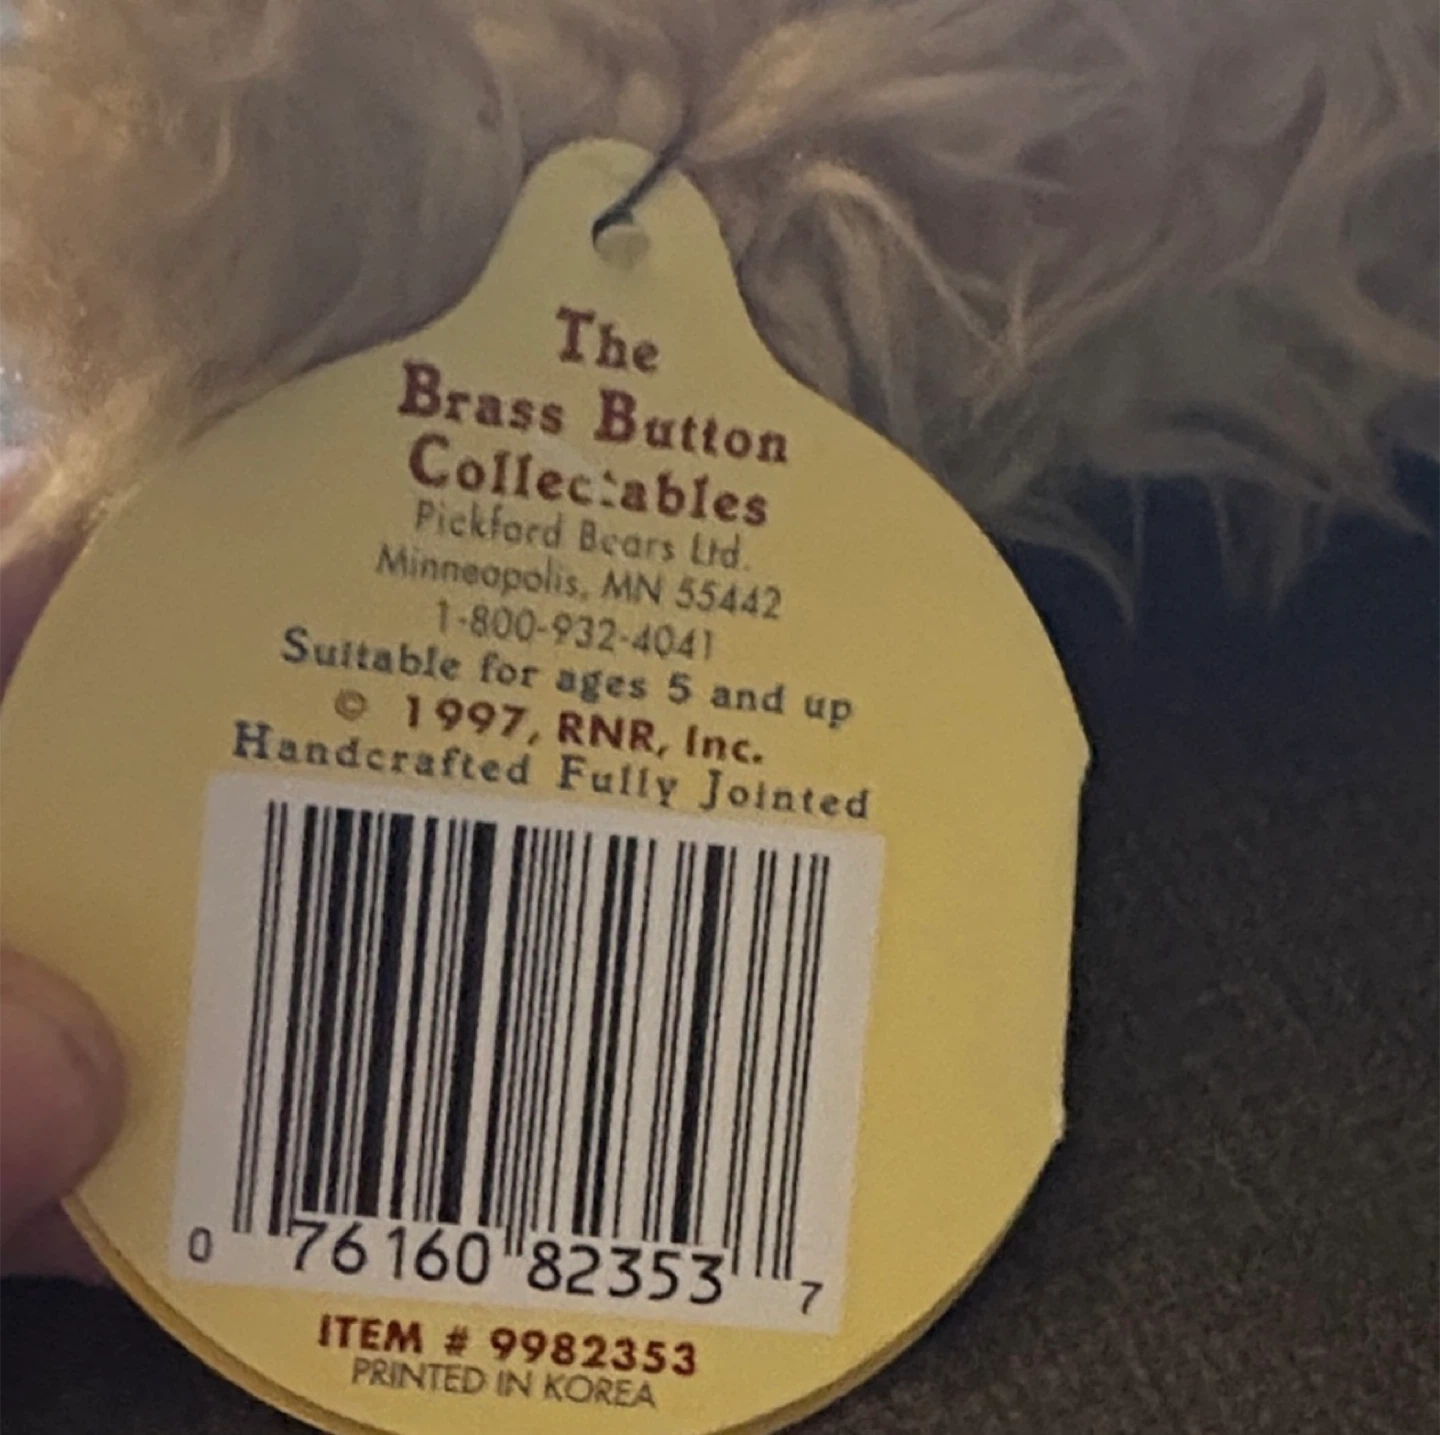 The
Brass Button
Collectables
Pickford Bears Ltd.
Minneapolis, MN 55442
1-800-932-4041
Suitable for ages 5 and up
© 1997, RNR, Inc.
Handcrafted Fully Jointed
0 76160 82353 7
ITEM # 9982353
PRINTED IN KOREA